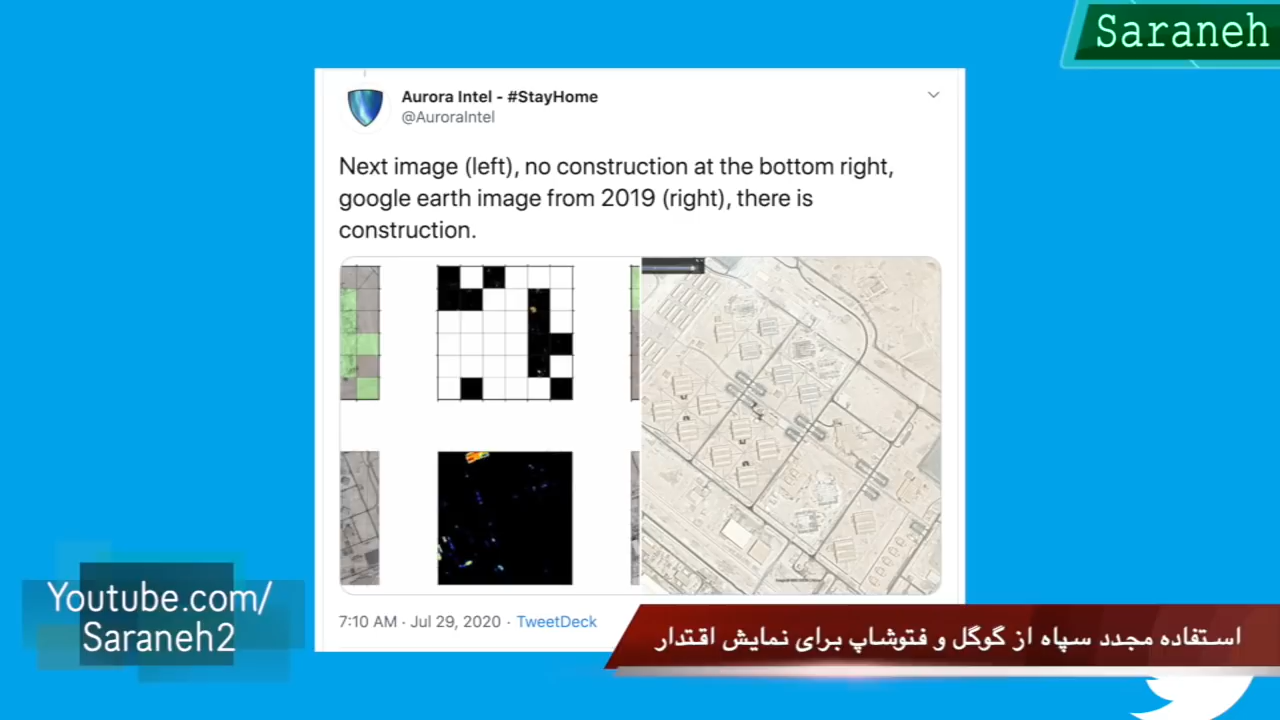 Saraneh
Aurora Intel - #StayHome
@AuroraIntel
Next image (left), no construction at the bottom right,
google earth image from 2019 (right), there is
construction.
7:10 AM · Jul 29, 2020 · TweetDeck
Youtube.com/
Saraneh2
استفاده مجدد سپاه از گوگل و فتوشاپ برای نمایش اقتدار